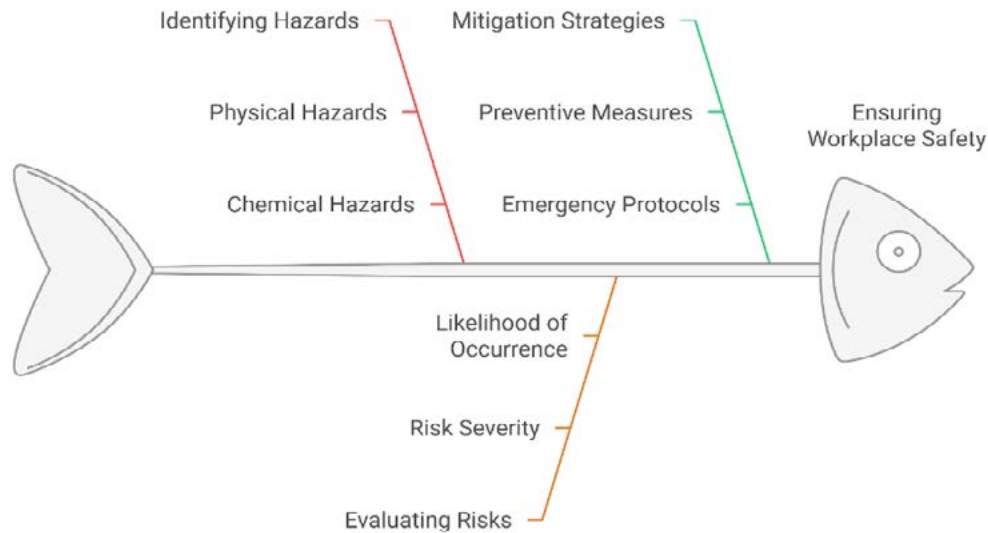 Identifying Hazards
Physical Hazards
Chemical Hazards
Mitigation Strategies
Preventive Measures
Emergency Protocols
Ensuring
Workplace Safety
Likelihood of
Occurrence
Risk Severity
Evaluating Risks